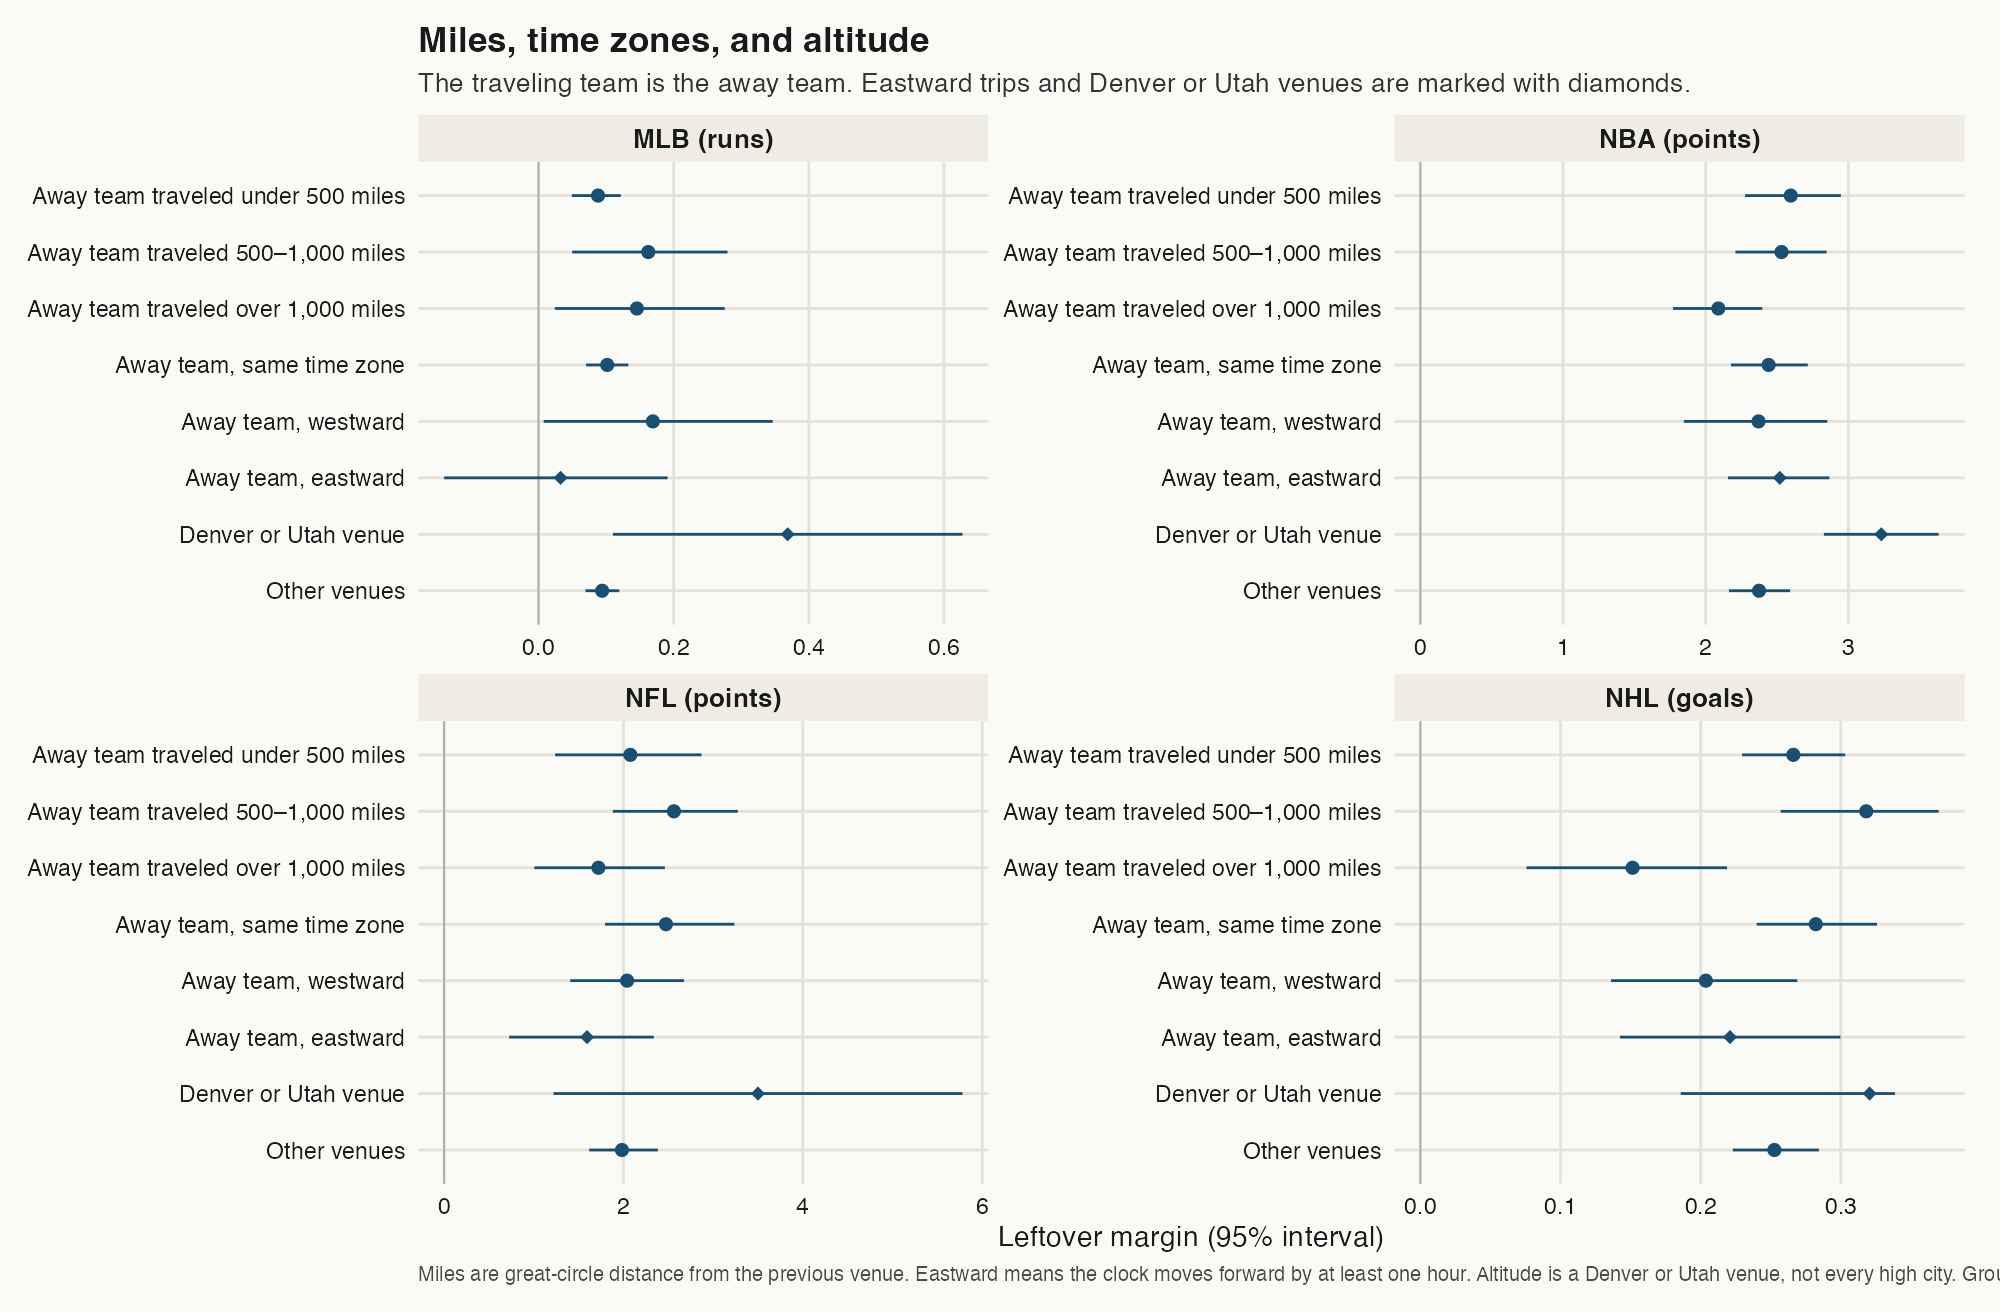 Miles, time zones, and altitude
The traveling team is the away team. Eastward trips and Denver or Utah venues are marked with diamonds.
MLB (runs)
Away team traveled under 500 miles
Away team traveled 500–1,000 miles
Away team traveled over 1,000 miles
Away team, same time zone
Away team, westward
Away team, eastward
Denver or Utah venue
Other venues
0.0 0.2 0.4 0.6
NBA (points)
Away team traveled under 500 miles
Away team traveled 500–1,000 miles
Away team traveled over 1,000 miles
Away team, same time zone
Away team, westward
Away team, eastward
Denver or Utah venue
Other venues
0 1 2 3
NFL (points)
Away team traveled under 500 miles
Away team traveled 500–1,000 miles
Away team traveled over 1,000 miles
Away team, same time zone
Away team, westward
Away team, eastward
Denver or Utah venue
Other venues
0 2 4 6
NHL (goals)
Away team traveled under 500 miles
Away team traveled 500–1,000 miles
Away team traveled over 1,000 miles
Away team, same time zone
Away team, westward
Away team, eastward
Denver or Utah venue
Other venues
0.0 0.1 0.2 0.3
Leftover margin (95% interval)
Miles are great-circle distance from the previous venue. Eastward means the clock moves forward by at least one hour. Altitude is a Denver or Utah venue, not every high city.